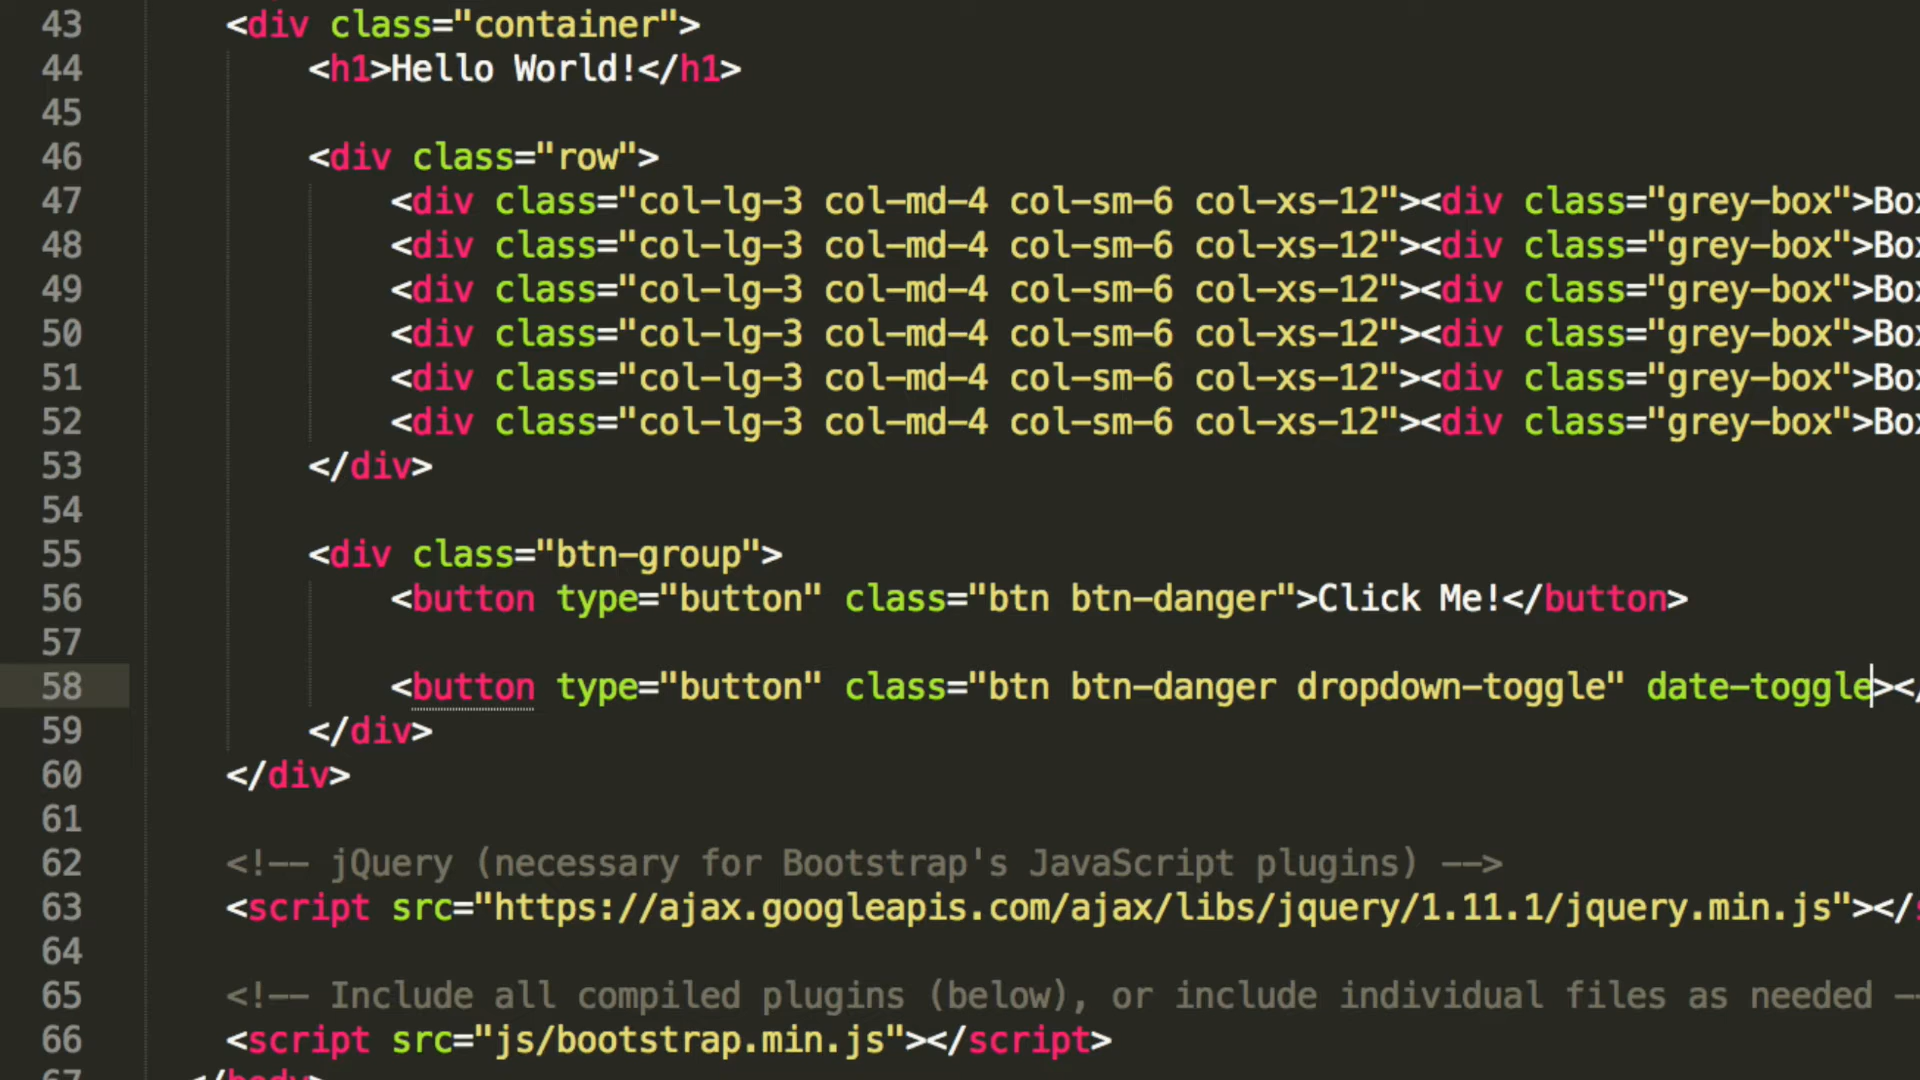 43 <div class="container">
44 <h1>Hello World!</h1>
45
46 <div class="row">
47 <div class="col-lg-3 col-md-4 col-sm-6 col-xs-12"><div class="grey-box">Box
48 <div class="col-lg-3 col-md-4 col-sm-6 col-xs-12"><div class="grey-box">Box
49 <div class="col-lg-3 col-md-4 col-sm-6 col-xs-12"><div class="grey-box">Box
50 <div class="col-lg-3 col-md-4 col-sm-6 col-xs-12"><div class="grey-box">Box
51 <div class="col-lg-3 col-md-4 col-sm-6 col-xs-12"><div class="grey-box">Box
52 <div class="col-lg-3 col-md-4 col-sm-6 col-xs-12"><div class="grey-box">Box
53 </div>
54
55 <div class="btn-group">
56 <button type="button" class="btn btn-danger">Click Me!</button>
57
58 <button type="button" class="btn btn-danger dropdown-toggle" date-toggle></
59 </div>
60 </div>
61
62 <!-- jQuery (necessary for Bootstrap's JavaScript plugins) -->
63 <script src="https://ajax.googleapis.com/ajax/libs/jquery/1.11.1/jquery.min.js"></s
64
65 <!-- Include all compiled plugins (below), or include individual files as needed -
66 <script src="js/bootstrap.min.js"></script>
67 </body>